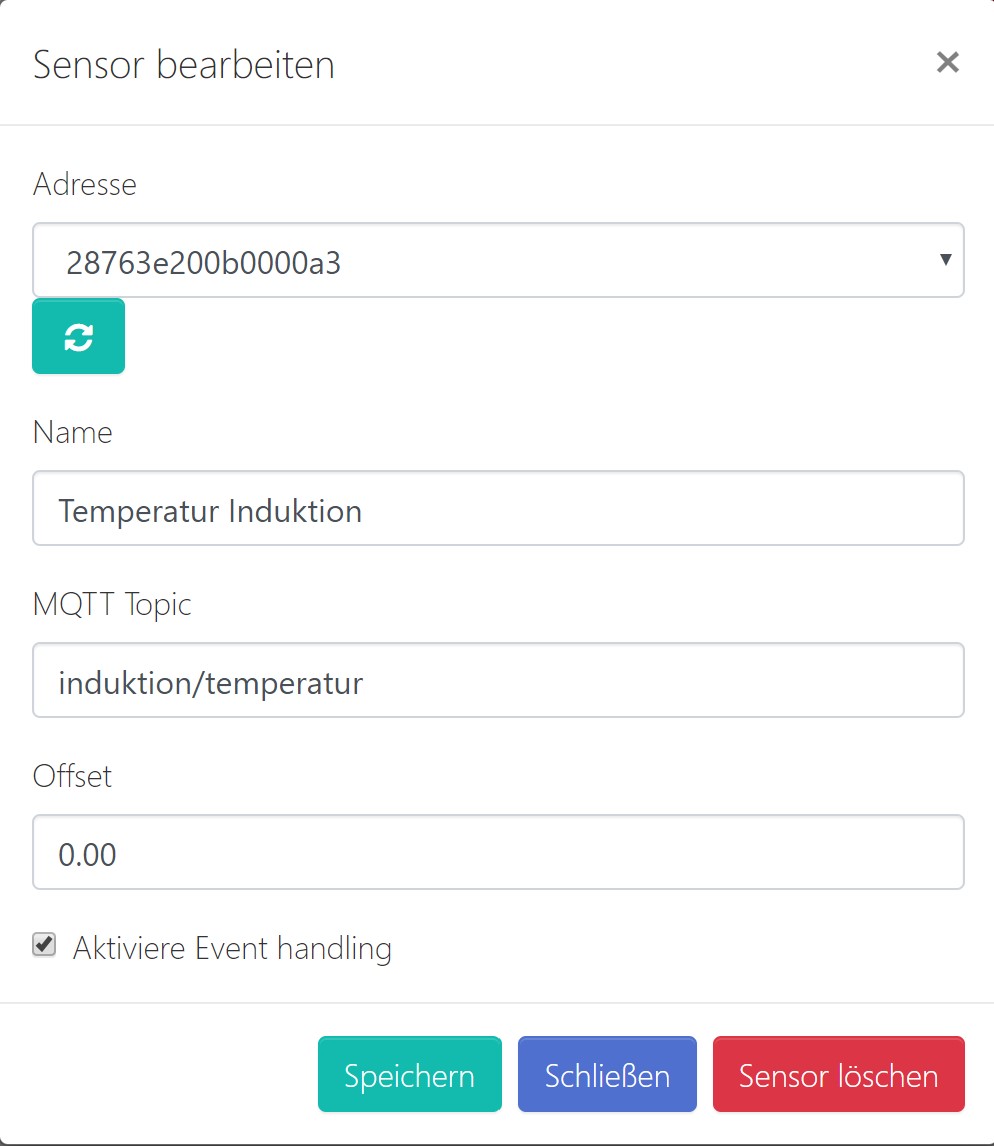 Sensor bearbeiten
Adresse
28763e200b0000a3
Name
Temperatur Induktion
MQTT Topic
induktion/temperatur
Offset
0.00
Aktiviere Event handling
Speichern Schließen Sensor löschen